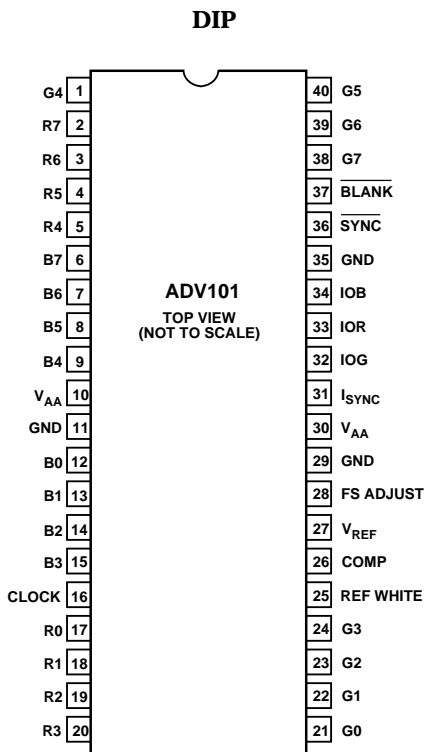 DIP
G4 1 40 G5
R7 2 39 G6
R6 3 38 G7
R5 4 37 BLANK
R4 5 36 SYNC
B7 6 35 GND
B6 7 ADV101 34 IOB
B5 8 TOP VIEW 33 IOR
(NOT TO SCALE)
B4 9 32 IOG
VAA 10 31 ISYNC
GND 11 30 VAA
B0 12 29 GND
B1 13 28 FS ADJUST
B2 14 27 VREF
B3 15 26 COMP
CLOCK 16 25 REF WHITE
R0 17 24 G3
R1 18 23 G2
R2 19 22 G1
R3 20 21 G0